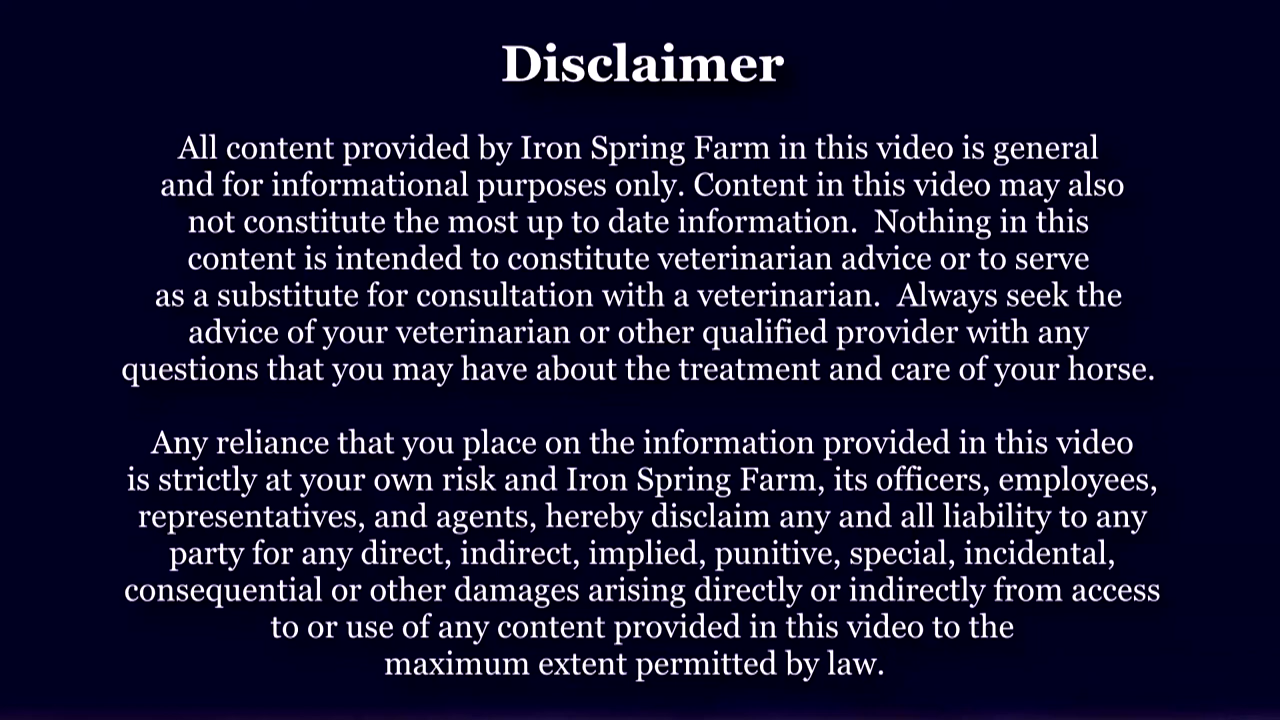 Disclaimer
All content provided by Iron Spring Farm in this video is general
and for informational purposes only. Content in this video may also
not constitute the most up to date information.  Nothing in this
content is intended to constitute veterinarian advice or to serve
as a substitute for consultation with a veterinarian.  Always seek the
advice of your veterinarian or other qualified provider with any
questions that you may have about the treatment and care of your horse.
Any reliance that you place on the information provided in this video
is strictly at your own risk and Iron Spring Farm, its officers, employees,
representatives, and agents, hereby disclaim any and all liability to any
party for any direct, indirect, implied, punitive, special, incidental,
consequential or other damages arising directly or indirectly from access
to or use of any content provided in this video to the
maximum extent permitted by law.